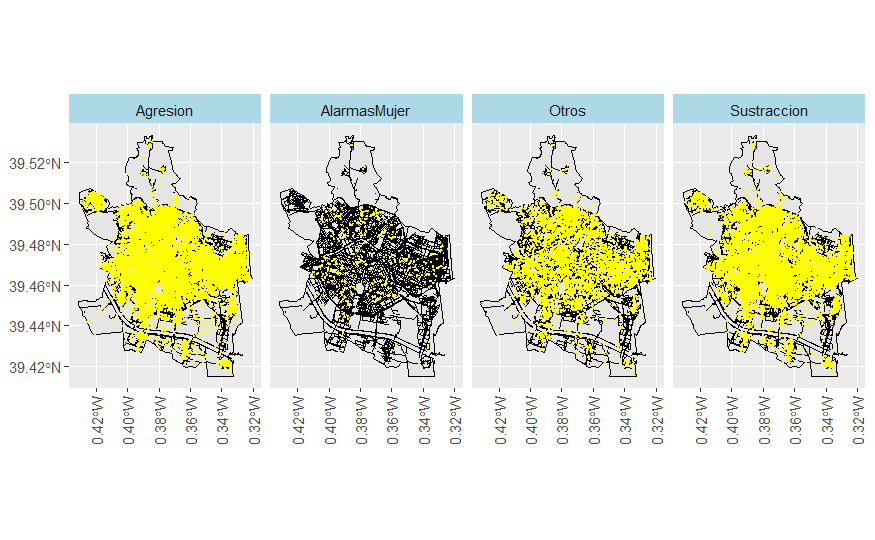 Agresion AlarmasMujer Otros Sustraccion
39.52°N
39.50°N
39.48°N
39.46°N
39.44°N
39.42°N
0.42°W 0.40°W 0.38°W 0.36°W 0.34°W 0.32°W 0.42°W 0.40°W 0.38°W 0.36°W 0.34°W 0.32°W 0.42°W 0.40°W 0.38°W 0.36°W 0.34°W 0.32°W 0.42°W 0.40°W 0.38°W 0.36°W 0.34°W 0.32°W